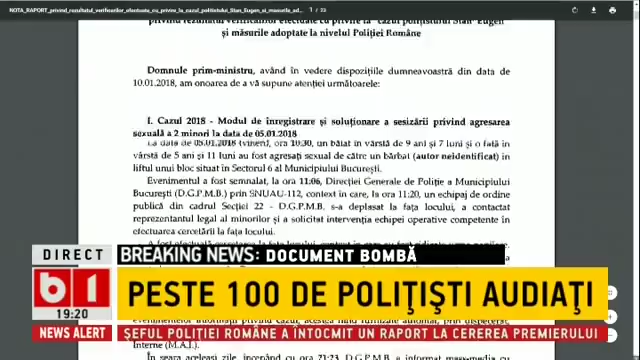 NOTA_RAPORT_privind_rezultatul_verificarilor_efectuate_cu_privire_la_cazul_politistului_Stan_Eugen_si_masurile_ad... 1 / 23
privind rezultatul verificărilor efectuate cu privire la "cazul polițistului Stan" Eugen
și măsurile adoptate la nivelul Poliției Române
Domnule prim-ministru, având în vedere dispozițiile dumneavoastră din data de
10.01.2018, am onoarea de a vă supune atenției următoarele:
I. Cazul 2018 - Modul de înregistrare și soluționare a sesizării privind agresarea
sexuală a 2 minori la data de 05.01.2018
La data de 05.01.2018 (vineri), ora 10:30, un băiat în vârstă de 9 ani și 7 luni și o fată în
vârstă de 5 ani și 11 luni au fost agresați sexual de către un bărbat (autor neidentificat) în
liftul unui bloc situat în Sectorul 6 al Municipiului București.
Evenimentul a fost semnalat, la ora 11:06, Direcției Generale de Poliție a Municipiului
București (D.G.P.M.B.) prin SNUAU-112, context în care, la ora 11:20, un echipaj de ordine
publică din cadrul Secției 22 - D.G.P.M.B. s-a deplasat la fața locului, a contactat
reprezentantul legal al minorilor și a solicitat intervenția echipei operative competente în
efectuarea cercetării la fața locului.
DIRECT
BREAKING NEWS: DOCUMENT BOMBĂ
b1
PESTE 100 DE POLIŢIŞTI AUDIAŢI
19:20
NEWS ALERT ŞEFUL POLIŢIEI ROMÂNE A ÎNTOCMIT UN RAPORT LA CEREREA PREMIERULUI
Interne (M.A.I.)
În seara aceleași zile, începând cu ora 21:23, D.G.P.M.B. a informat mass-media cu